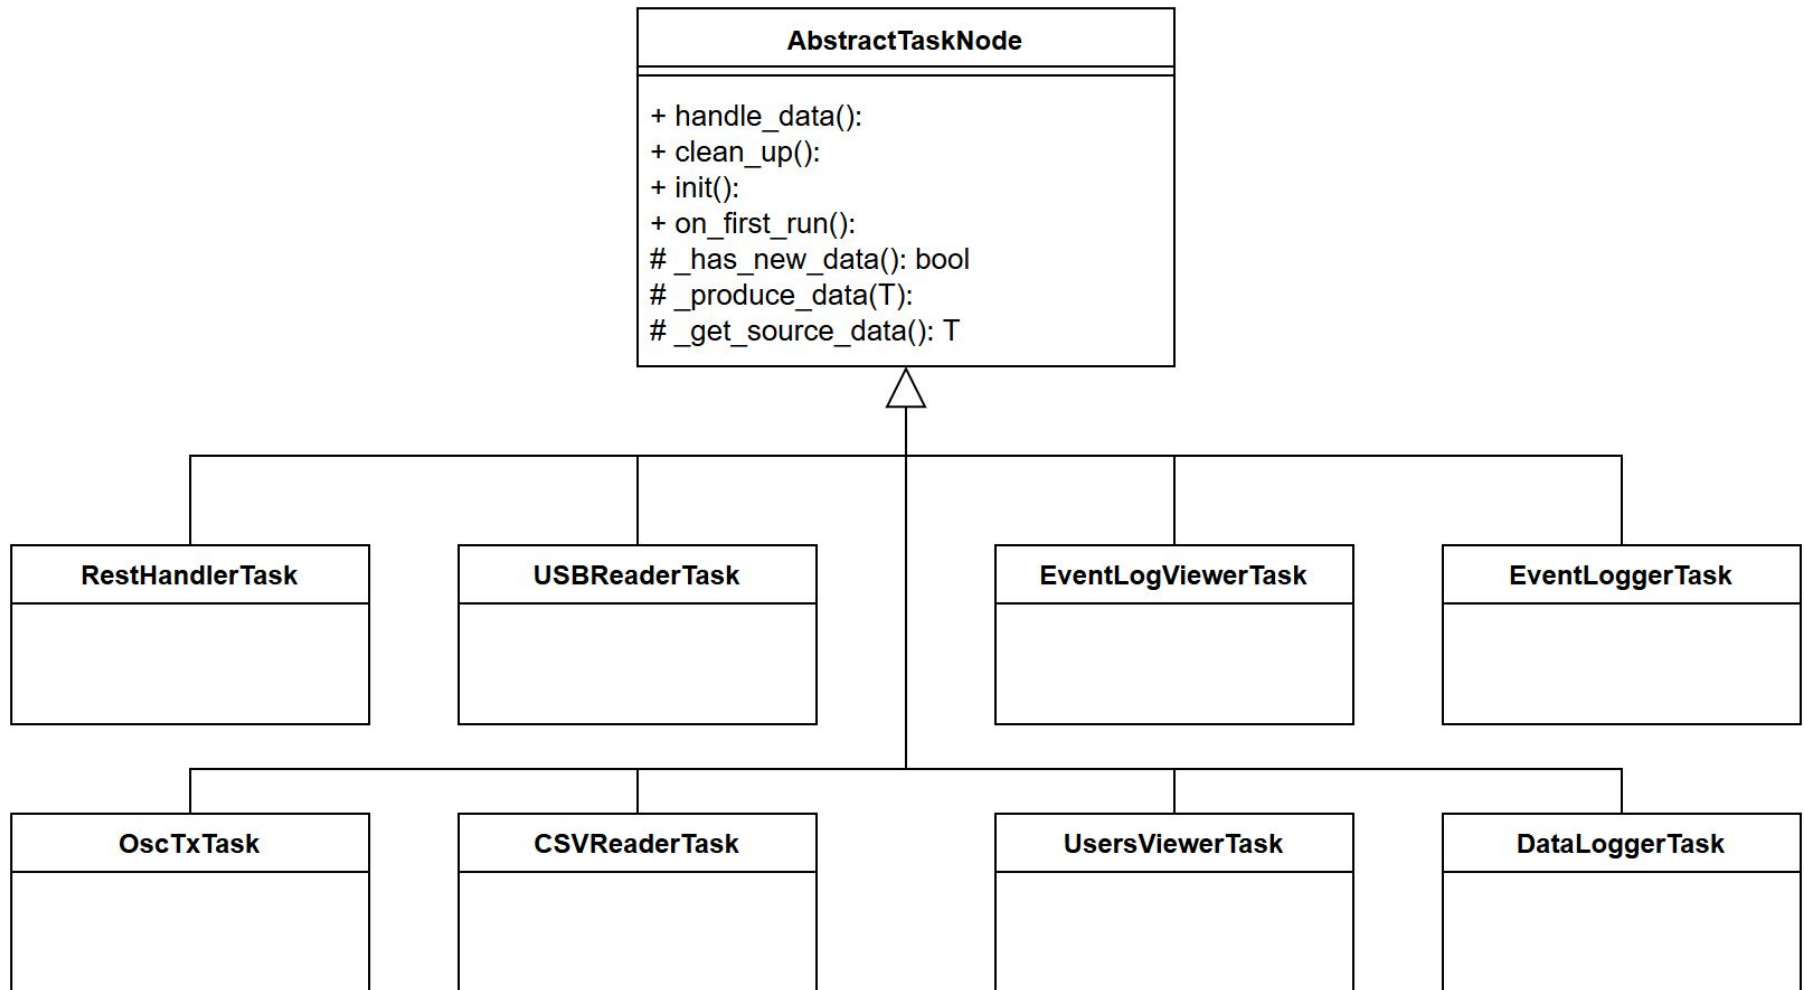 AbstractTaskNode
+ handle_data():
+ clean_up():
+ init():
+ on_first_run():
# _has_new_data(): bool
# _produce_data(T):
# _get_source_data(): T
RestHandlerTask
USBReaderTask
EventLogViewerTask
EventLoggerTask
OscTxTask
CSVReaderTask
UsersViewerTask
DataLoggerTask